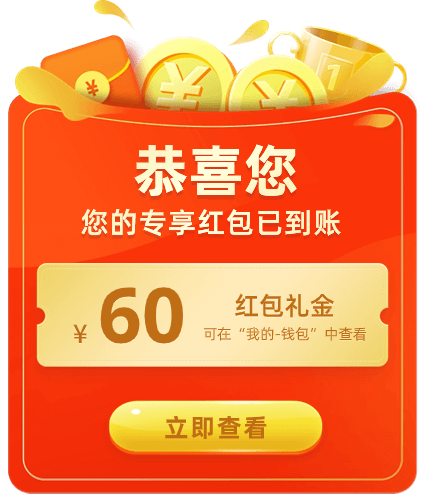 ¥
¥
¥
1
恭喜您
您的专享红包已到账
¥ 60
红包礼金
可在“我的-钱包”中查看
立即查看